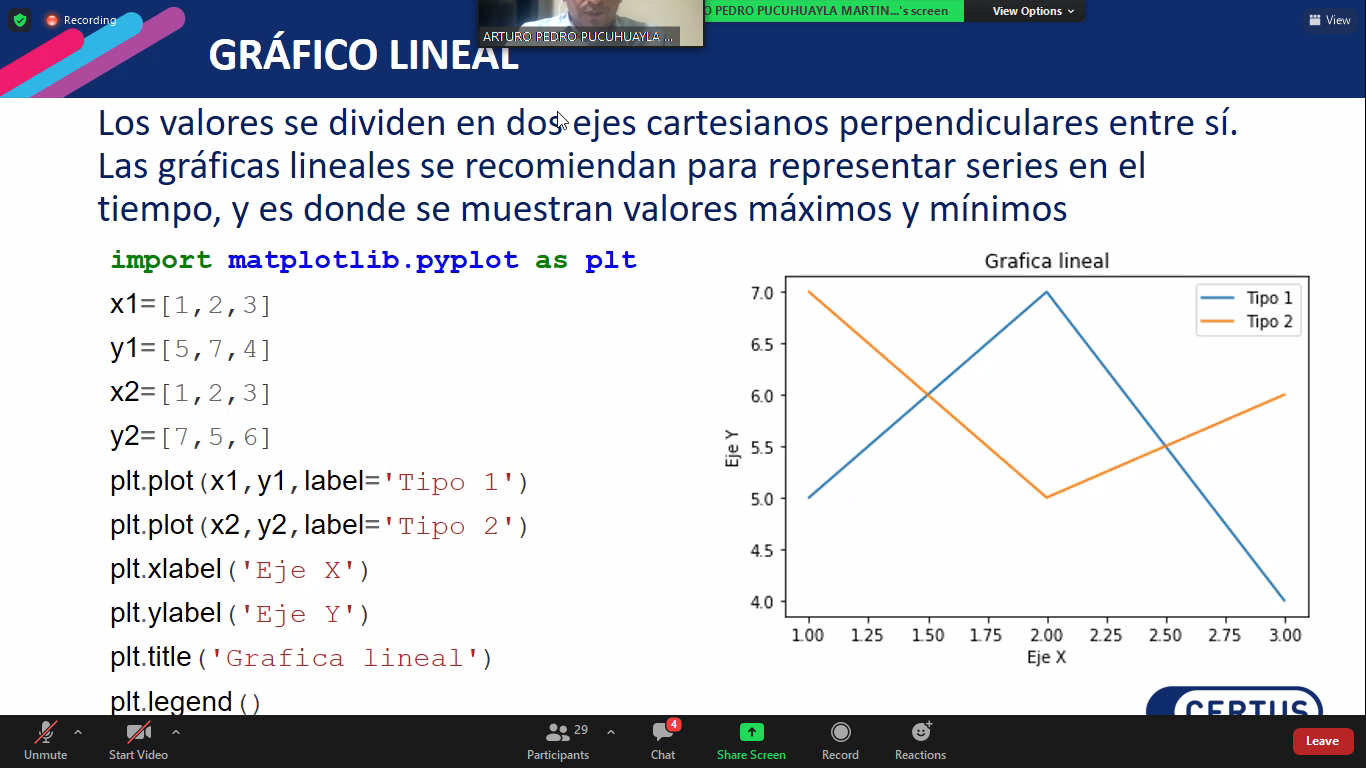 Recording
O PEDRO PUCUHUAYLA MARTIN...'s screen
View Options
View
ARTURO PEDRO PUCUHUAYLA ...
GRÁFICO LINEAL
Los valores se dividen en dos ejes cartesianos perpendiculares entre sí.
Las gráficas lineales se recomiendan para representar series en el
tiempo, y es donde se muestran valores máximos y mínimos
import matplotlib.pyplot as plt
x1=[1,2,3]
y1=[5,7,4]
x2=[1,2,3]
y2=[7,5,6]
plt.plot(x1,y1,label='Tipo 1')
plt.plot(x2,y2,label='Tipo 2')
plt.xlabel('Eje X')
plt.ylabel('Eje Y')
plt.title('Grafica lineal')
plt.legend()
Grafica lineal
Tipo 1
Tipo 2
7.0
6.5
6.0
5.5
5.0
4.5
4.0
Eje Y
1.00 1.25 1.50 1.75 2.00 2.25 2.50 2.75 3.00
Eje X
CERTUS
Unmute
Start Video
29
Participants
4
Chat
Share Screen
Record
Reactions
Leave